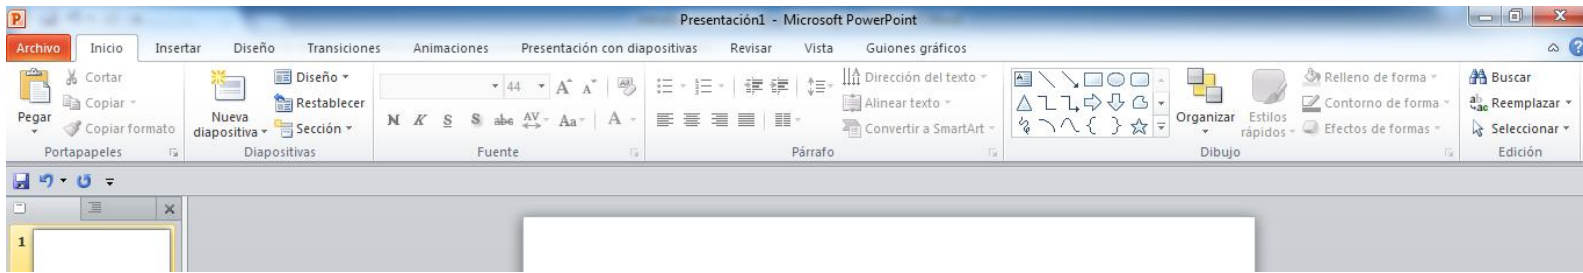 Presentación1 - Microsoft PowerPoint
Archivo Inicio Insertar Diseño Transiciones Animaciones Presentación con diapositivas Revisar Vista Guiones gráficos
Cortar Diseño 44 Dirección del texto Relleno de forma Buscar
Copiar Restablecer Alinear texto Contorno de forma Reemplazar
Pegar Copiar formato Nueva diapositiva Sección N K S S abc AV Aa A Convertir a SmartArt Organizar Estilos rápidos Efectos de formas Seleccionar
Portapapeles Diapositivas Fuente Párrafo Dibujo Edición
1